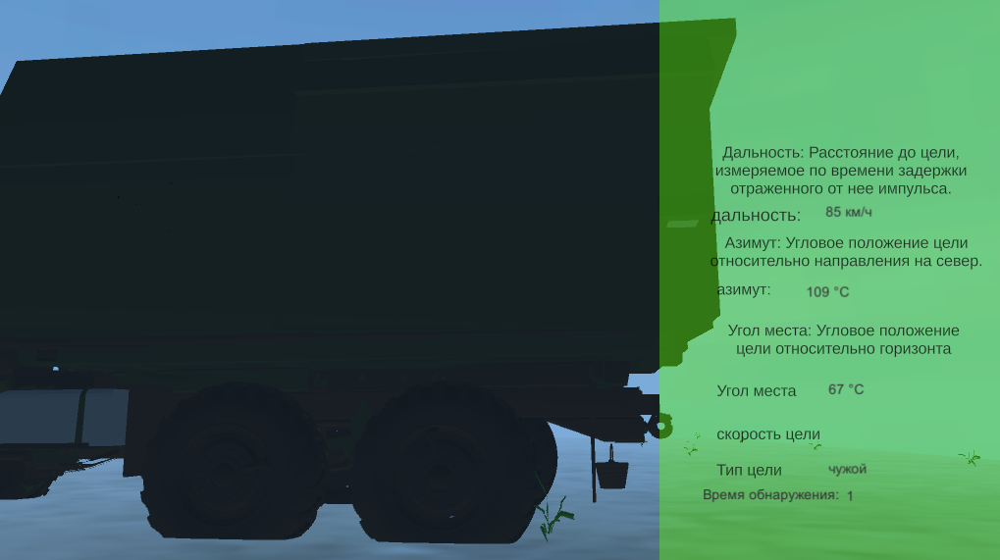 Дальность: Расстояние до цели,
измеряемое по времени задержки
отраженного от нее импульса.
дальность: 85 км/ч
Азимут: Угловое положение цели
относительно направления на север.
азимут: 109 °C
Угол места: Угловое положение
цели относительно горизонта
Угол места 67 °C
скорость цели
Тип цели чужой
Время обнаружения: 1